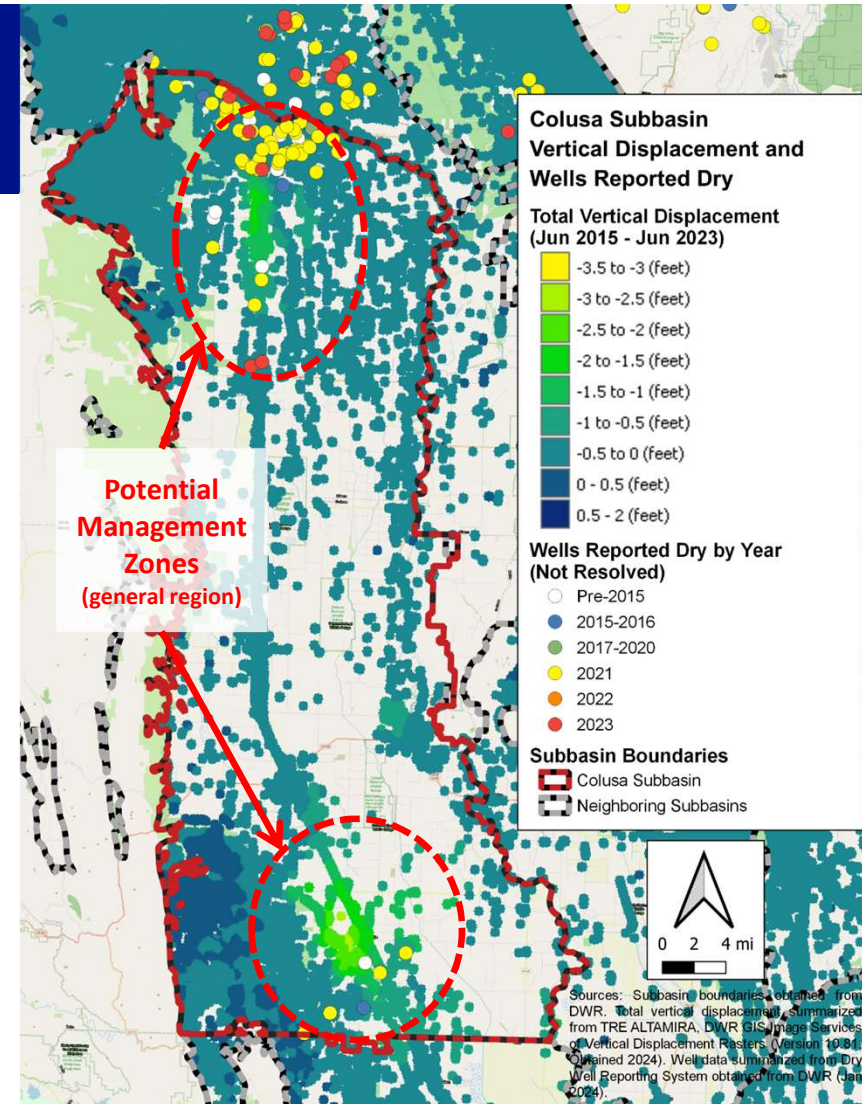 Colusa Subbasin
Vertical Displacement and
Wells Reported Dry
Total Vertical Displacement
(Jun 2015 - Jun 2023)
-3.5 to -3 (feet)
-3 to -2.5 (feet)
-2.5 to -2 (feet)
-2 to -1.5 (feet)
-1.5 to -1 (feet)
-1 to -0.5 (feet)
-0.5 to 0 (feet)
0 - 0.5 (feet)
0.5 - 2 (feet)
Wells Reported Dry by Year
(Not Resolved)
Pre-2015
2015-2016
2017-2020
2021
2022
2023
Subbasin Boundaries
Colusa Subbasin
Neighboring Subbasins
Potential
Management
Zones
(general region)
0 2 4 mi
Sources: Subbasin boundaries obtained from
DWR. Total vertical displacement summarized
from TRE ALTAMIRA, DWR GIS Image Services
of Vertical Displacement Rasters (Version 10.81,
Obtained 2024). Well data summarized from Dry
Well Reporting System obtained from DWR (Jan
2024).